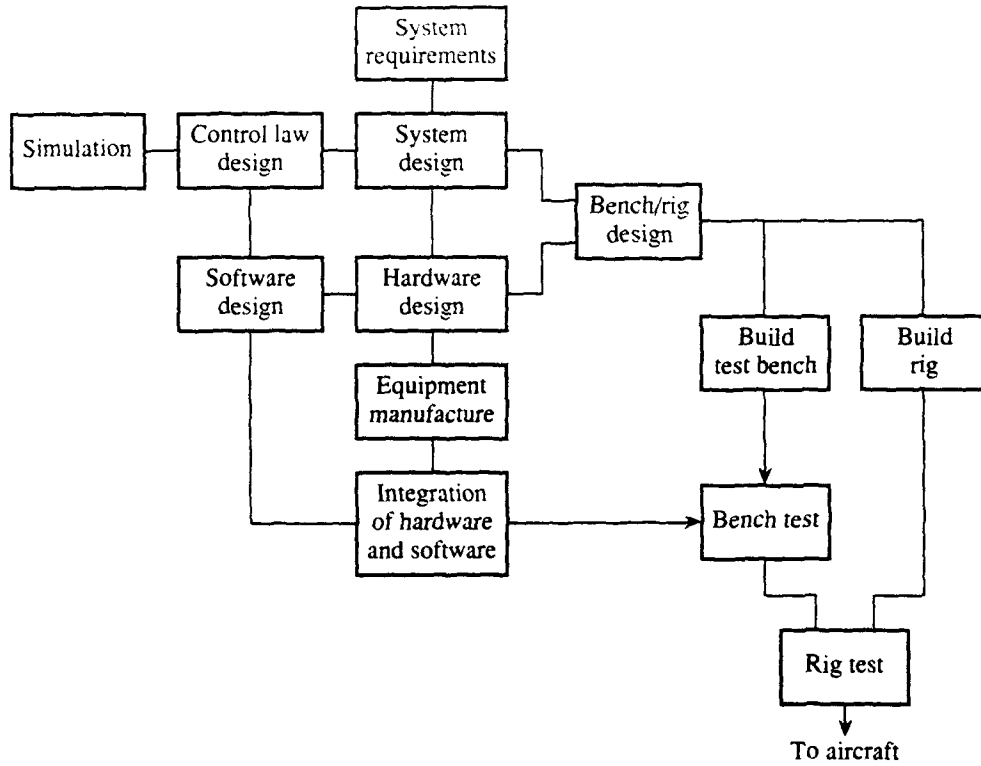 System
requirements
Simulation
Control law
design
System
design
Bench/rig
design
Software
design
Hardware
design
Build
test bench
Build
rig
Equipment
manufacture
Integration
of hardware
and software
Bench test
Rig test
To aircraft